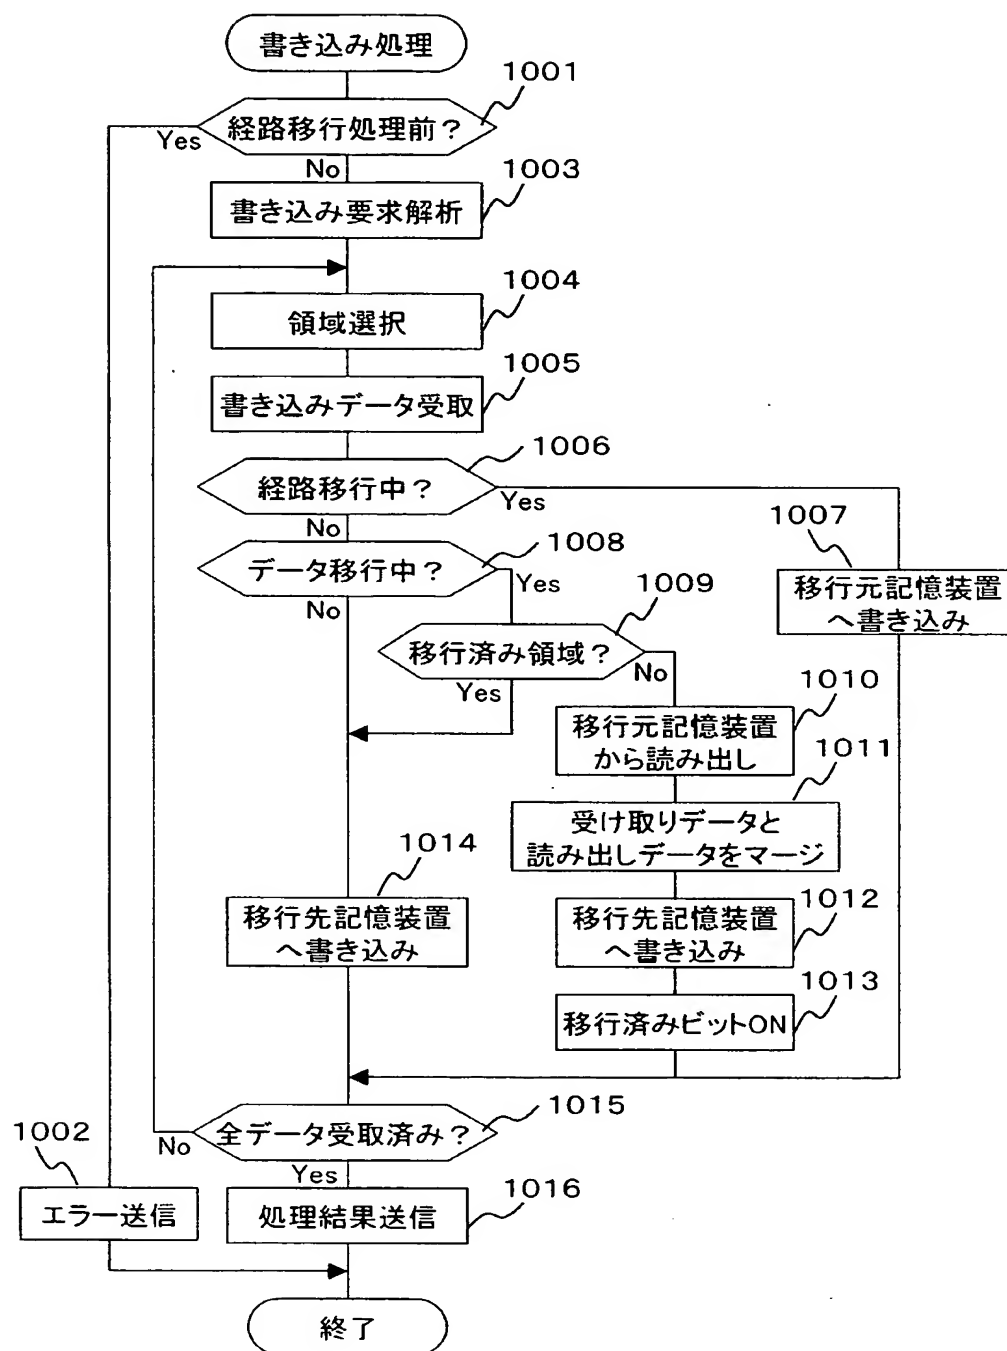 書き込み処理
1001
経路移行処理前？
Yes
No
1003
書き込み要求解析
1004
領域選択
1005
書き込みデータ受取
1006
経路移行中？
Yes
No
1007
移行元記憶装置
へ書き込み
1008
データ移行中？
Yes
No
1009
移行済み領域？
Yes
No
1010
移行元記憶装置
から読み出し
1011
受け取りデータと
読み出しデータをマージ
1014
移行先記憶装置
へ書き込み
1012
移行先記憶装置
へ書き込み
1013
移行済みビットON
1015
全データ受取済み？
No
Yes
1002
エラー送信
1016
処理結果送信
終了